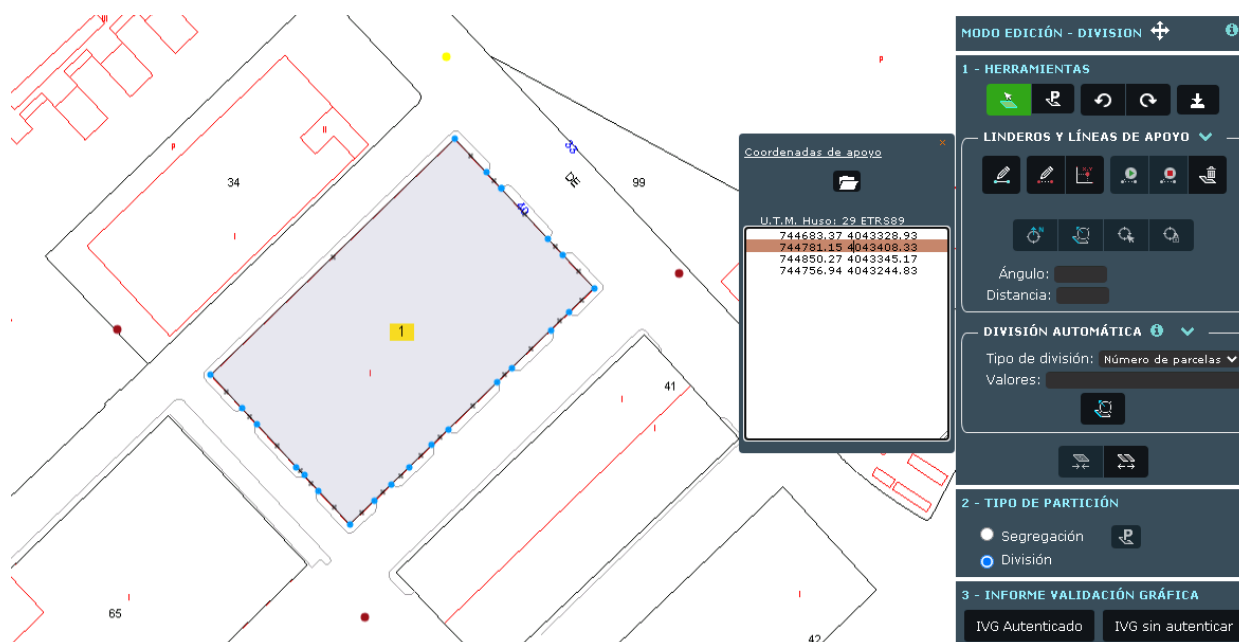 MODO EDICIÓN - DIVISION
1 - HERRAMIENTAS
LINDEROS Y LÍNEAS DE APOYO
Ángulo:
Distancia:
DIVISIÓN AUTOMÁTICA
Tipo de división: Número de parcelas
Valores:
2 - TIPO DE PARTICIÓN
Segregación
División
3 - INFORME VALIDACIÓN GRÁFICA
IVG Autenticado
IVG sin autenticar
Coordenadas de apoyo
U.T.M. Huso: 29 ETRS89
744683.37 4043328.93
744781.15 4043408.33
744850.27 4043345.17
744756.94 4043244.83
P
II
P
34
I
35
DE
99
49
1
I
41
I
I
I
65
I
42